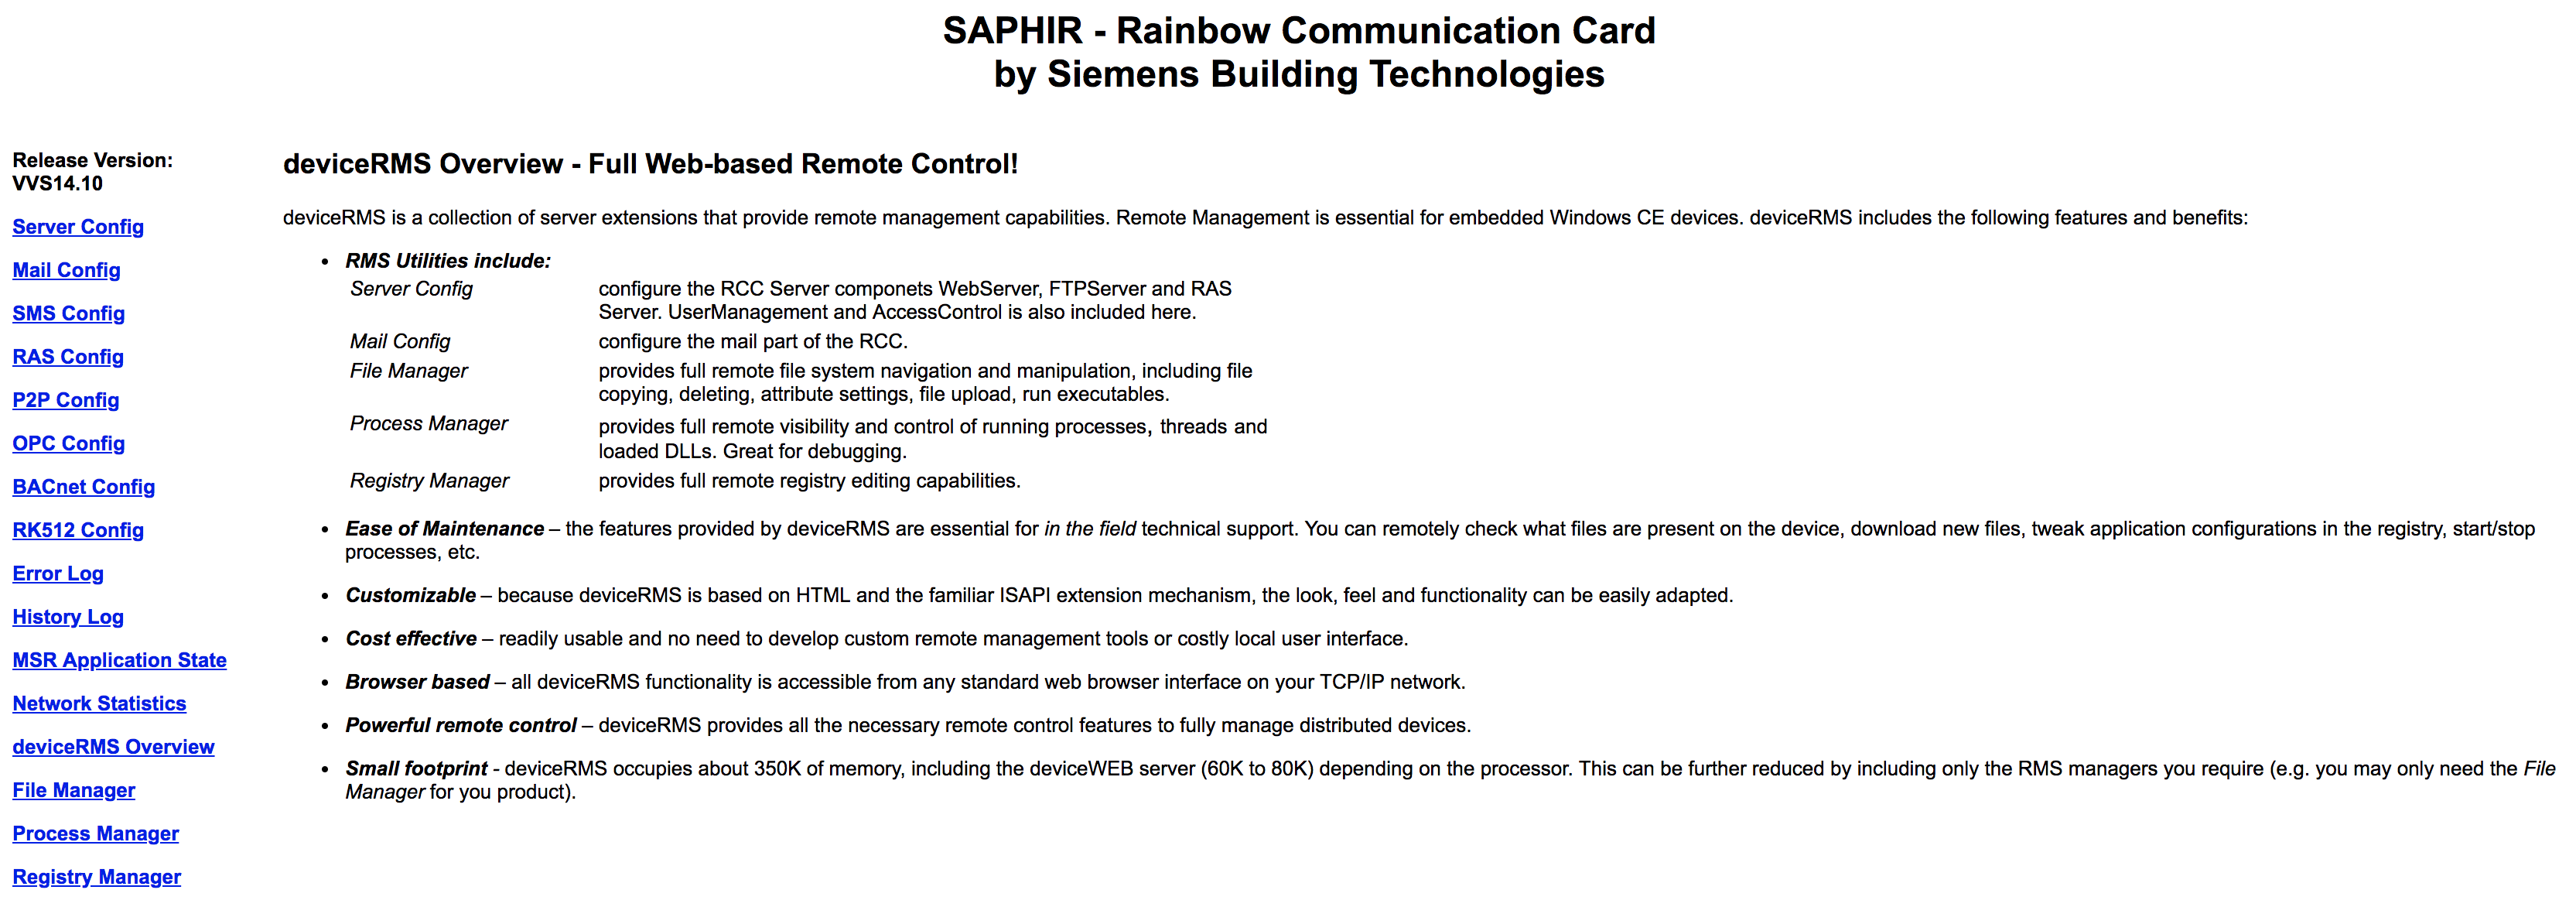 SAPHIR - Rainbow Communication Card
by Siemens Building Technologies
Release Version:
VVS14.10
Server Config
Mail Config
SMS Config
RAS Config
P2P Config
OPC Config
BACnet Config
RK512 Config
Error Log
History Log
MSR Application State
Network Statistics
deviceRMS Overview
File Manager
Process Manager
Registry Manager
deviceRMS Overview - Full Web-based Remote Control!
deviceRMS is a collection of server extensions that provide remote management capabilities. Remote Management is essential for embedded Windows CE devices. deviceRMS includes the following features and benefits:
• RMS Utilities include:
Server Config configure the RCC Server componets WebServer, FTPServer and RAS
Server. UserManagement and AccessControl is also included here.
Mail Config configure the mail part of the RCC.
File Manager provides full remote file system navigation and manipulation, including file
copying, deleting, attribute settings, file upload, run executables.
Process Manager provides full remote visibility and control of running processes, threads and
loaded DLLs. Great for debugging.
Registry Manager provides full remote registry editing capabilities.
• Ease of Maintenance – the features provided by deviceRMS are essential for in the field technical support. You can remotely check what files are present on the device, download new files, tweak application configurations in the registry, start/stop
processes, etc.
• Customizable – because deviceRMS is based on HTML and the familiar ISAPI extension mechanism, the look, feel and functionality can be easily adapted.
• Cost effective – readily usable and no need to develop custom remote management tools or costly local user interface.
• Browser based – all deviceRMS functionality is accessible from any standard web browser interface on your TCP/IP network.
• Powerful remote control – deviceRMS provides all the necessary remote control features to fully manage distributed devices.
• Small footprint - deviceRMS occupies about 350K of memory, including the deviceWEB server (60K to 80K) depending on the processor. This can be further reduced by including only the RMS managers you require (e.g. you may only need the File
Manager for you product).